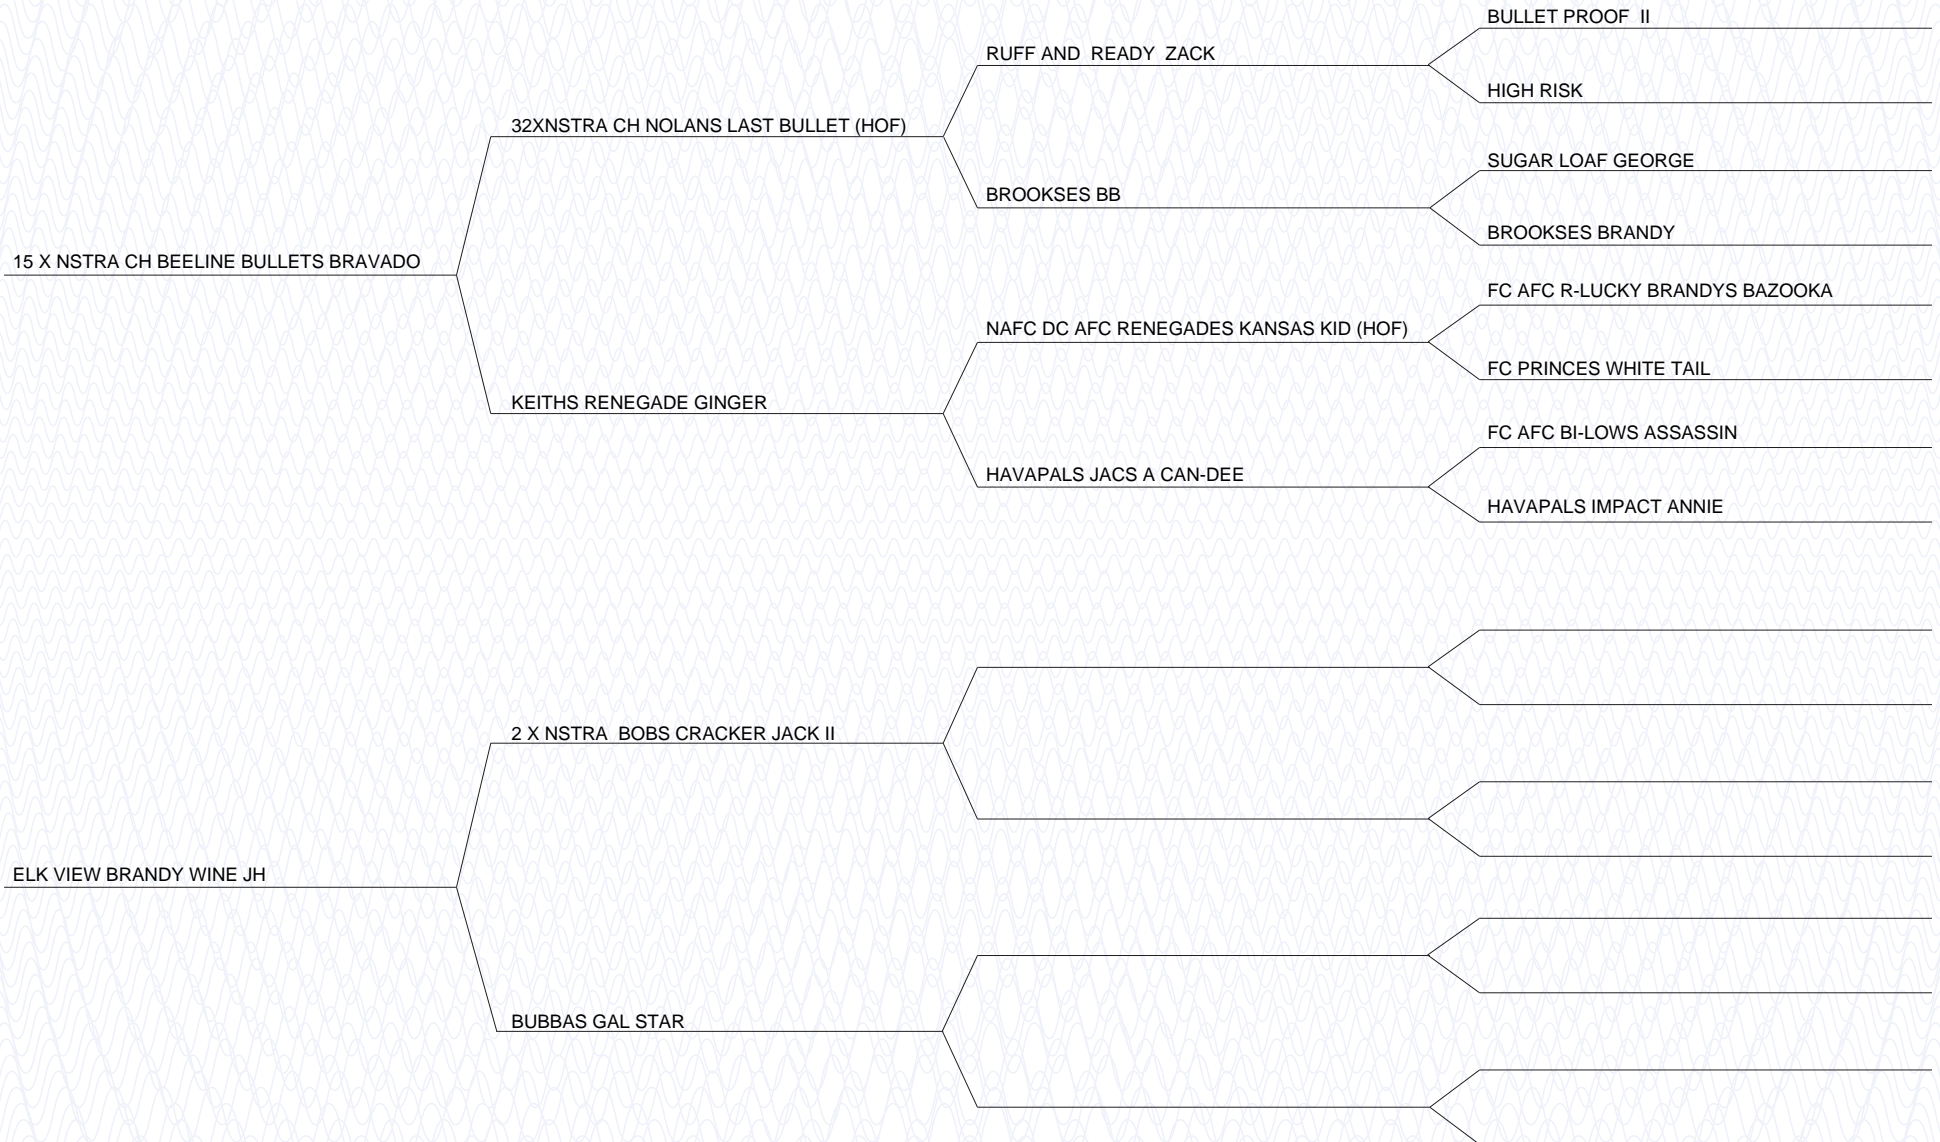 BULLET PROOF  II
RUFF AND  READY  ZACK
HIGH RISK
32XNSTRA CH NOLANS LAST BULLET (HOF)
SUGAR LOAF GEORGE
BROOKSES BB
BROOKSES BRANDY
15 X NSTRA CH BEELINE BULLETS BRAVADO
FC AFC R-LUCKY BRANDYS BAZOOKA
NAFC DC AFC RENEGADES KANSAS KID (HOF)
FC PRINCES WHITE TAIL
KEITHS RENEGADE GINGER
FC AFC BI-LOWS ASSASSIN
HAVAPALS JACS A CAN-DEE
HAVAPALS IMPACT ANNIE
2 X NSTRA  BOBS CRACKER JACK II
ELK VIEW BRANDY WINE JH
BUBBAS GAL STAR